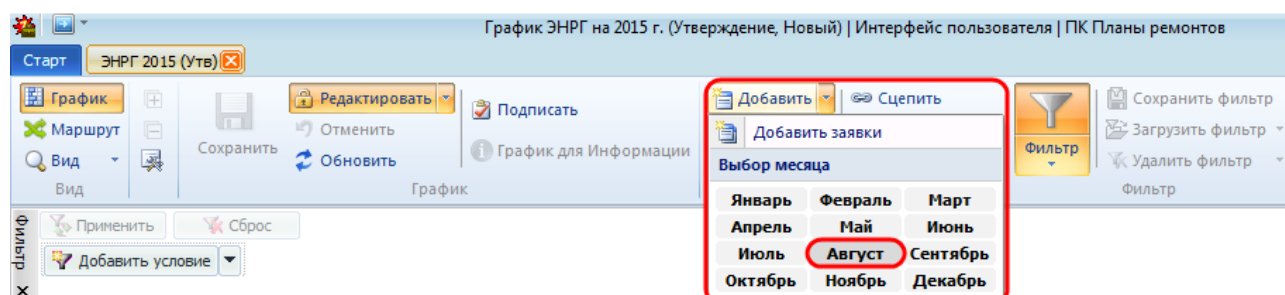 График ЭНРГ на 2015 г. (Утверждение, Новый) | Интерфейс пользователя | ПК Планы ремонтов
Старт ЭНРГ 2015 (Утв)
График Редактировать Добавить Сцепить Сохранить фильтр
Маршрут Отменить Подписать Добавить заявки Загрузить фильтр
Вид Сохранить Обновить График для Информации Выбор месяца Фильтр Удалить фильтр
Вид График Фильтр
Январь Февраль Март
Апрель Май Июнь
Июль Август Сентябрь
Октябрь Ноябрь Декабрь
Фильтр
Применить Сброс
Добавить условие